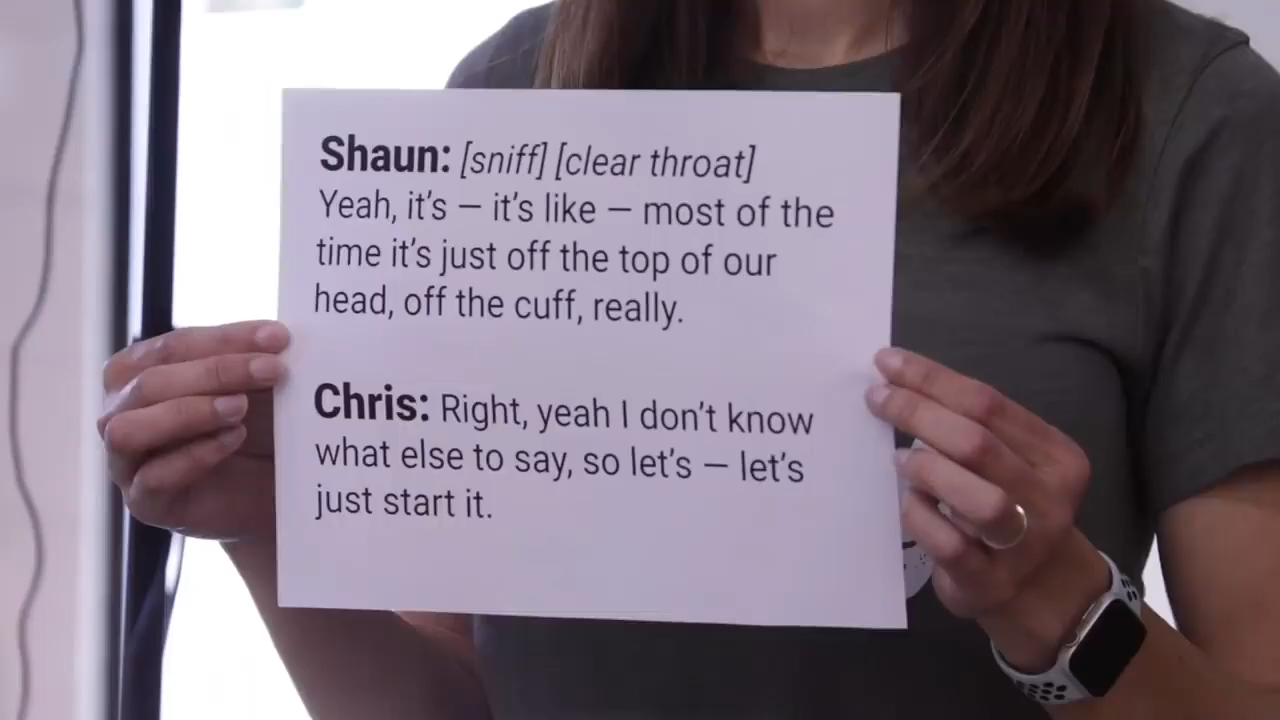 Shaun: [sniff] [clear throat]
Yeah, it's — it's like — most of the
time it's just off the top of our
head, off the cuff, really.
Chris: Right, yeah I don't know
what else to say, so let's — let's
just start it.